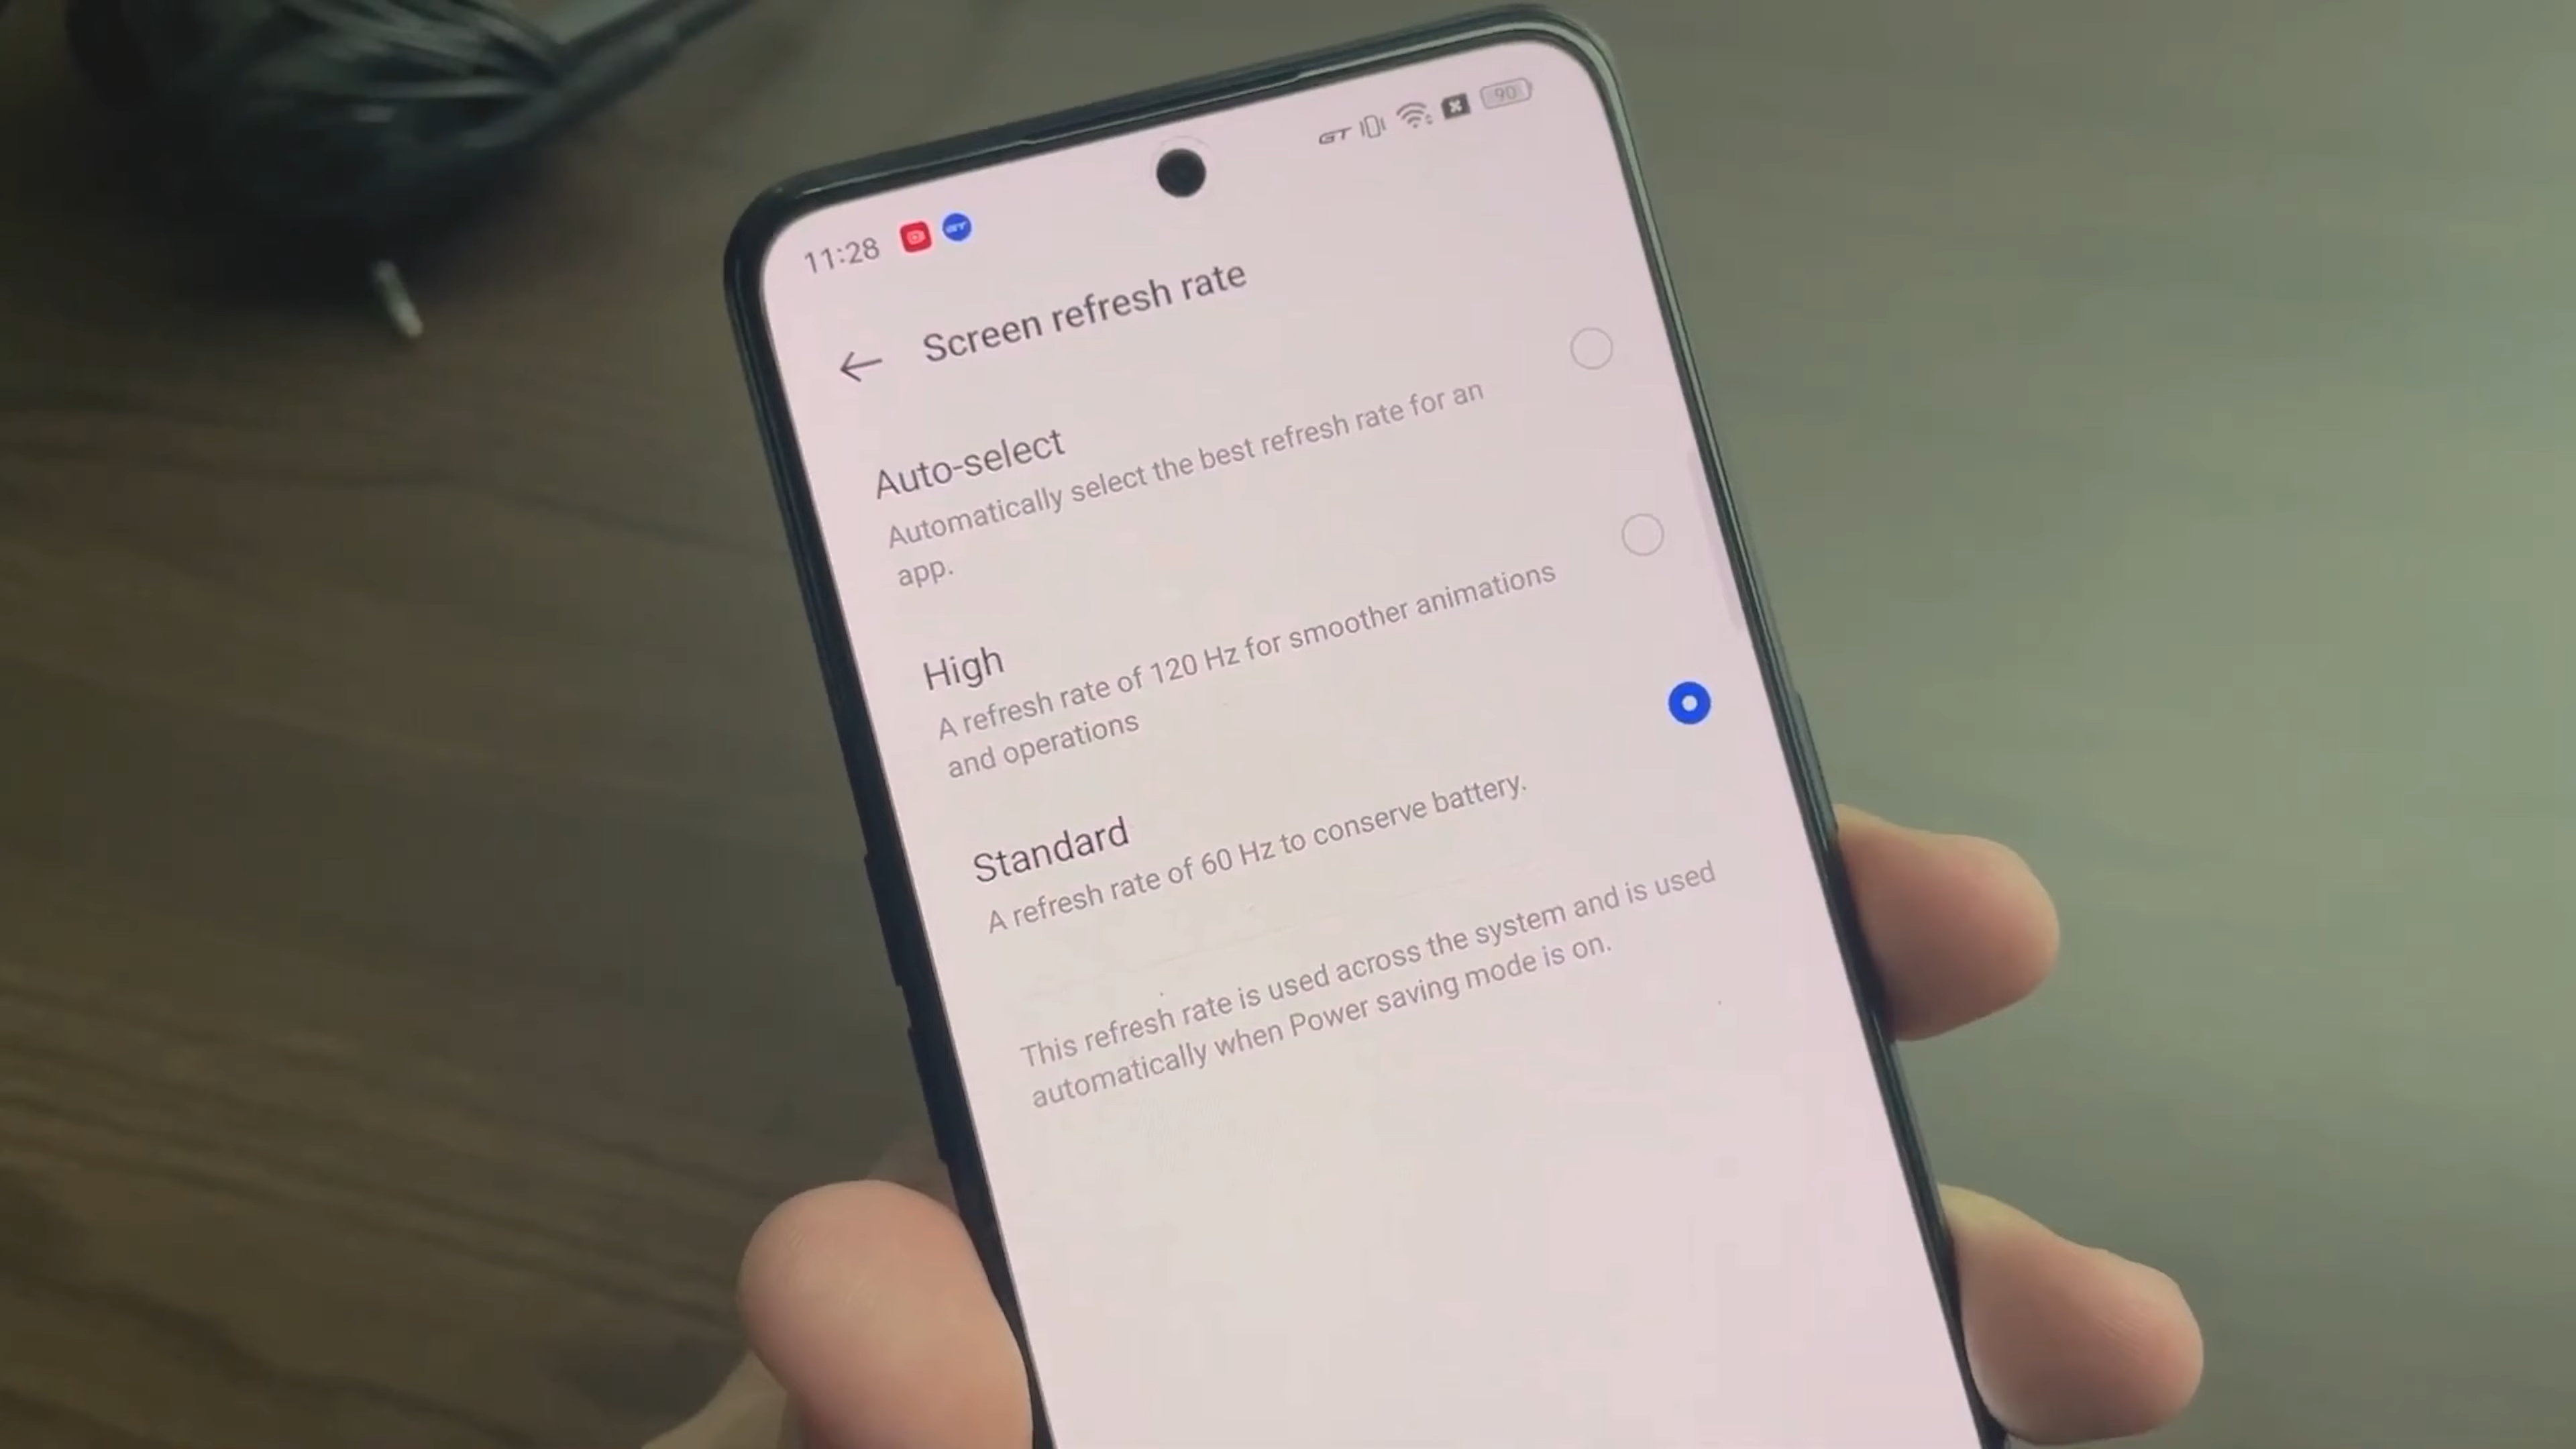 11:28 GT 90
Screen refresh rate
Auto-select
Automatically select the best refresh rate for an
app.
High
A refresh rate of 120 Hz for smoother animations
and operations
Standard
A refresh rate of 60 Hz to conserve battery.
This refresh rate is used across the system and is used
automatically when Power saving mode is on.